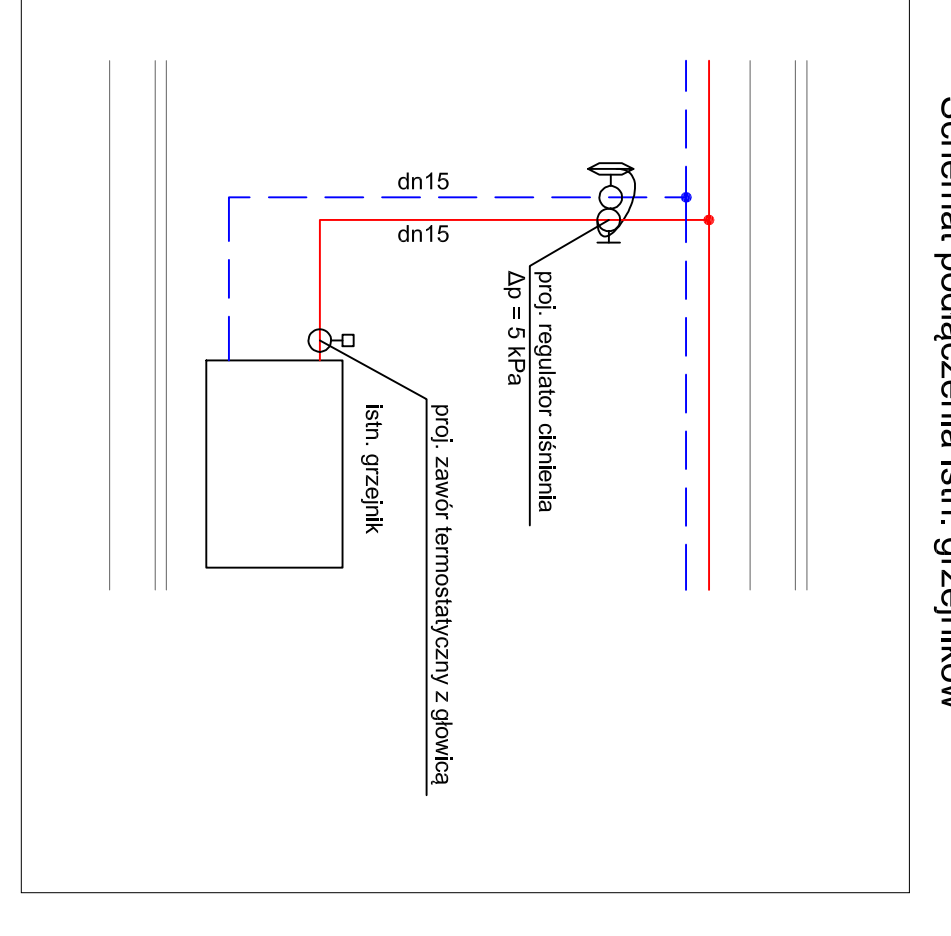 Schemat podłączenia istn. grzejników
dn15
dn15
proj. regulator ciśnienia
Δp = 5 kPa
proj. zawór termostatyczny z głowicą
istn. grzejnik